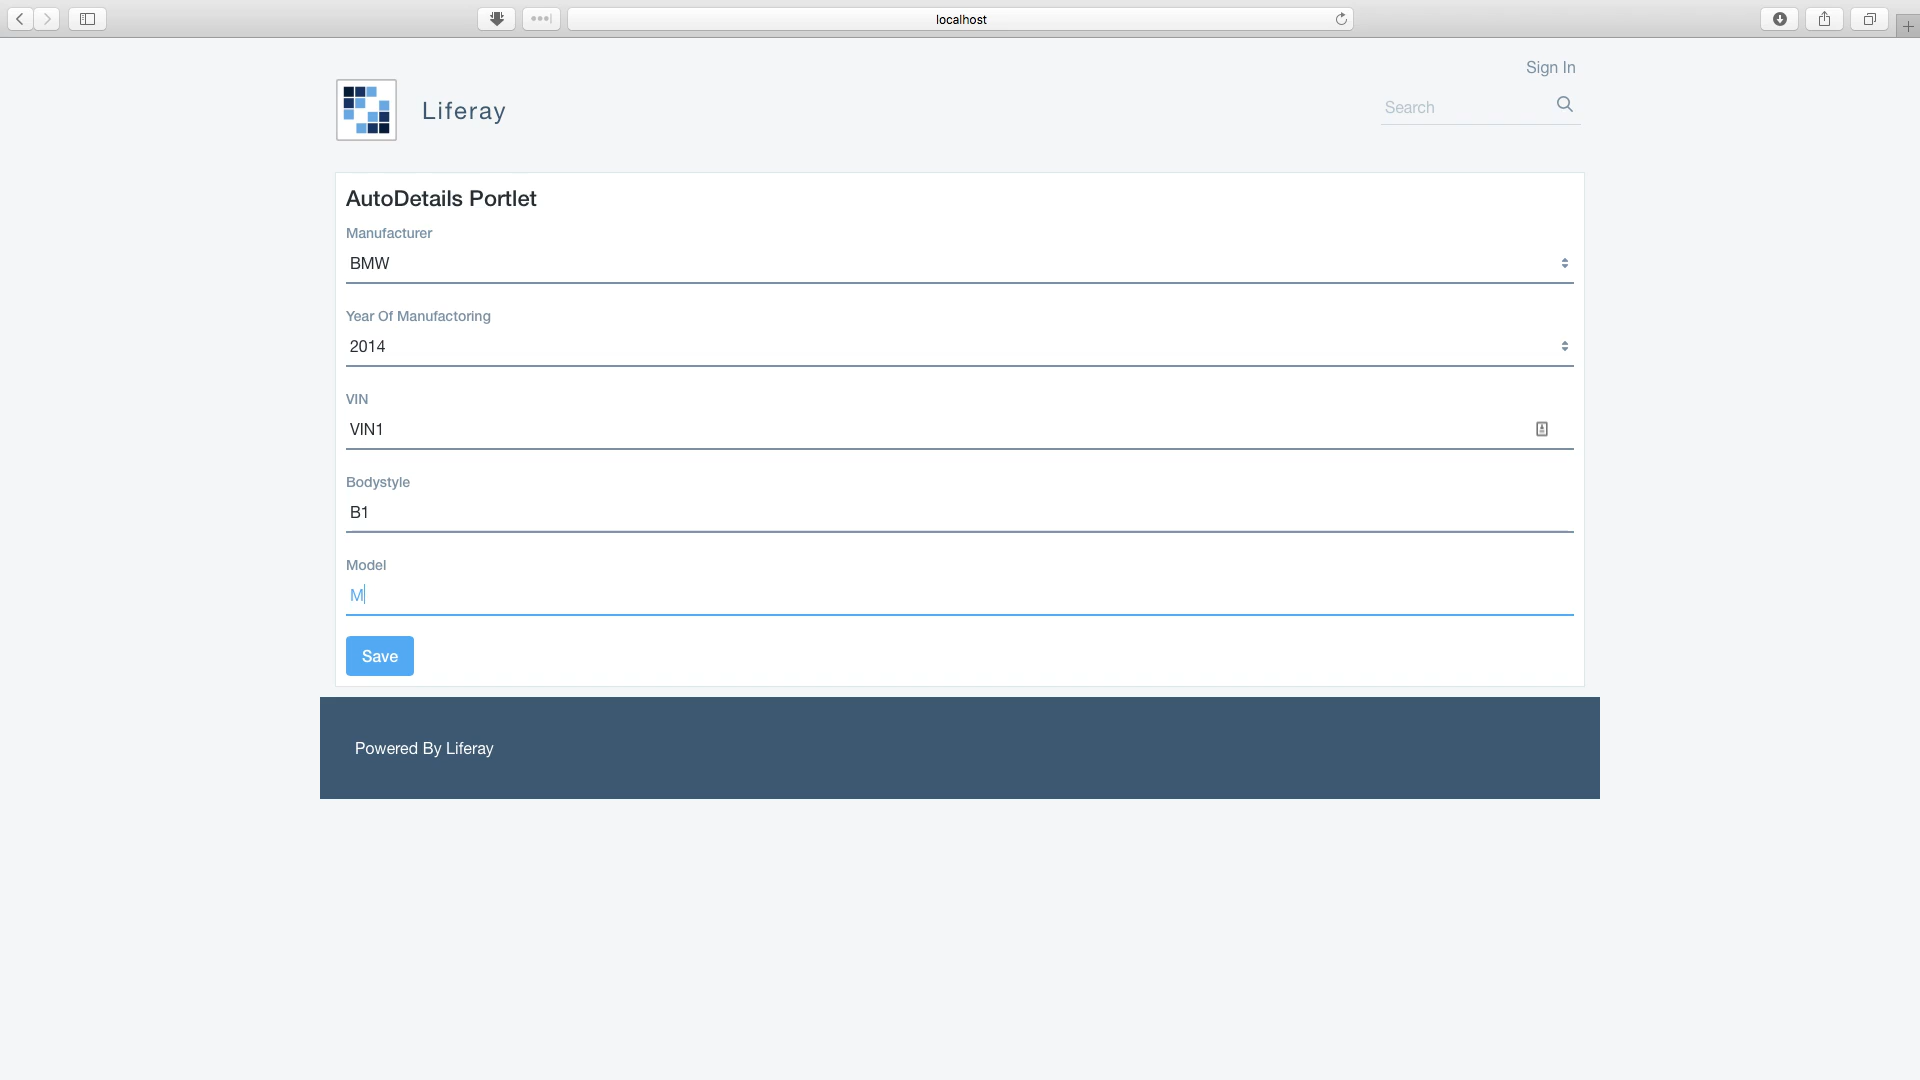 localhost
Sign In
Liferay
Search
AutoDetails Portlet
Manufacturer
BMW
Year Of Manufactoring
2014
VIN
VIN1
Bodystyle
B1
Model
M
Save
Powered By Liferay